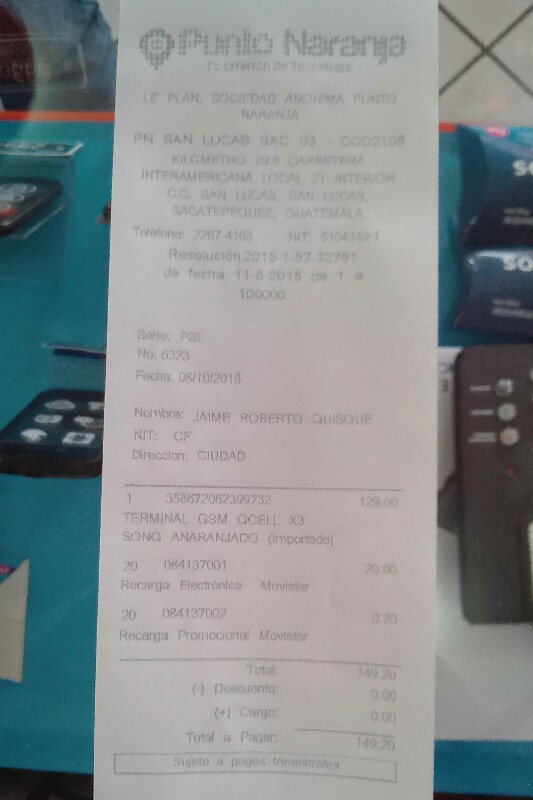 Punto Naranja
Tu Estación de Tecnología
LE PLAN, SOCIEDAD ANONIMA PUNTO
NARANJA
PN SAN LUCAS SAC 03 - COD2106
KILOMETRO 29.5 CARRETERA
INTERAMERICANA LOCAL 21 INTERIOR
C.C. SAN LUCAS, SAN LUCAS,
SACATEPEQUEZ, GUATEMALA
Teléfono: 2267-4163 NIT: 5104349-1
Resolución 2015-1-57-32751
de fecha 11-6-2015 de 1 a
100000
Serie: PSL
No. 6323
Fecha: 08/10/2015
Nombre: JAIME ROBERTO QUISQUE
NIT: CF
Direccion: CIUDAD
1 358672062399732 129.00
TERMINAL GSM QCELL X3
SONG ANARANJADO (Importado)
20 084137001 20.00
Recarga Electrónica Movistar
20 084137002 0.20
Recarga Promocional Movistar
Total: 149.20
(-) Descuento: 0.00
(+) Cargo: 0.00
Total a Pagar: 149.20
Sujeto a pagos trimestrales